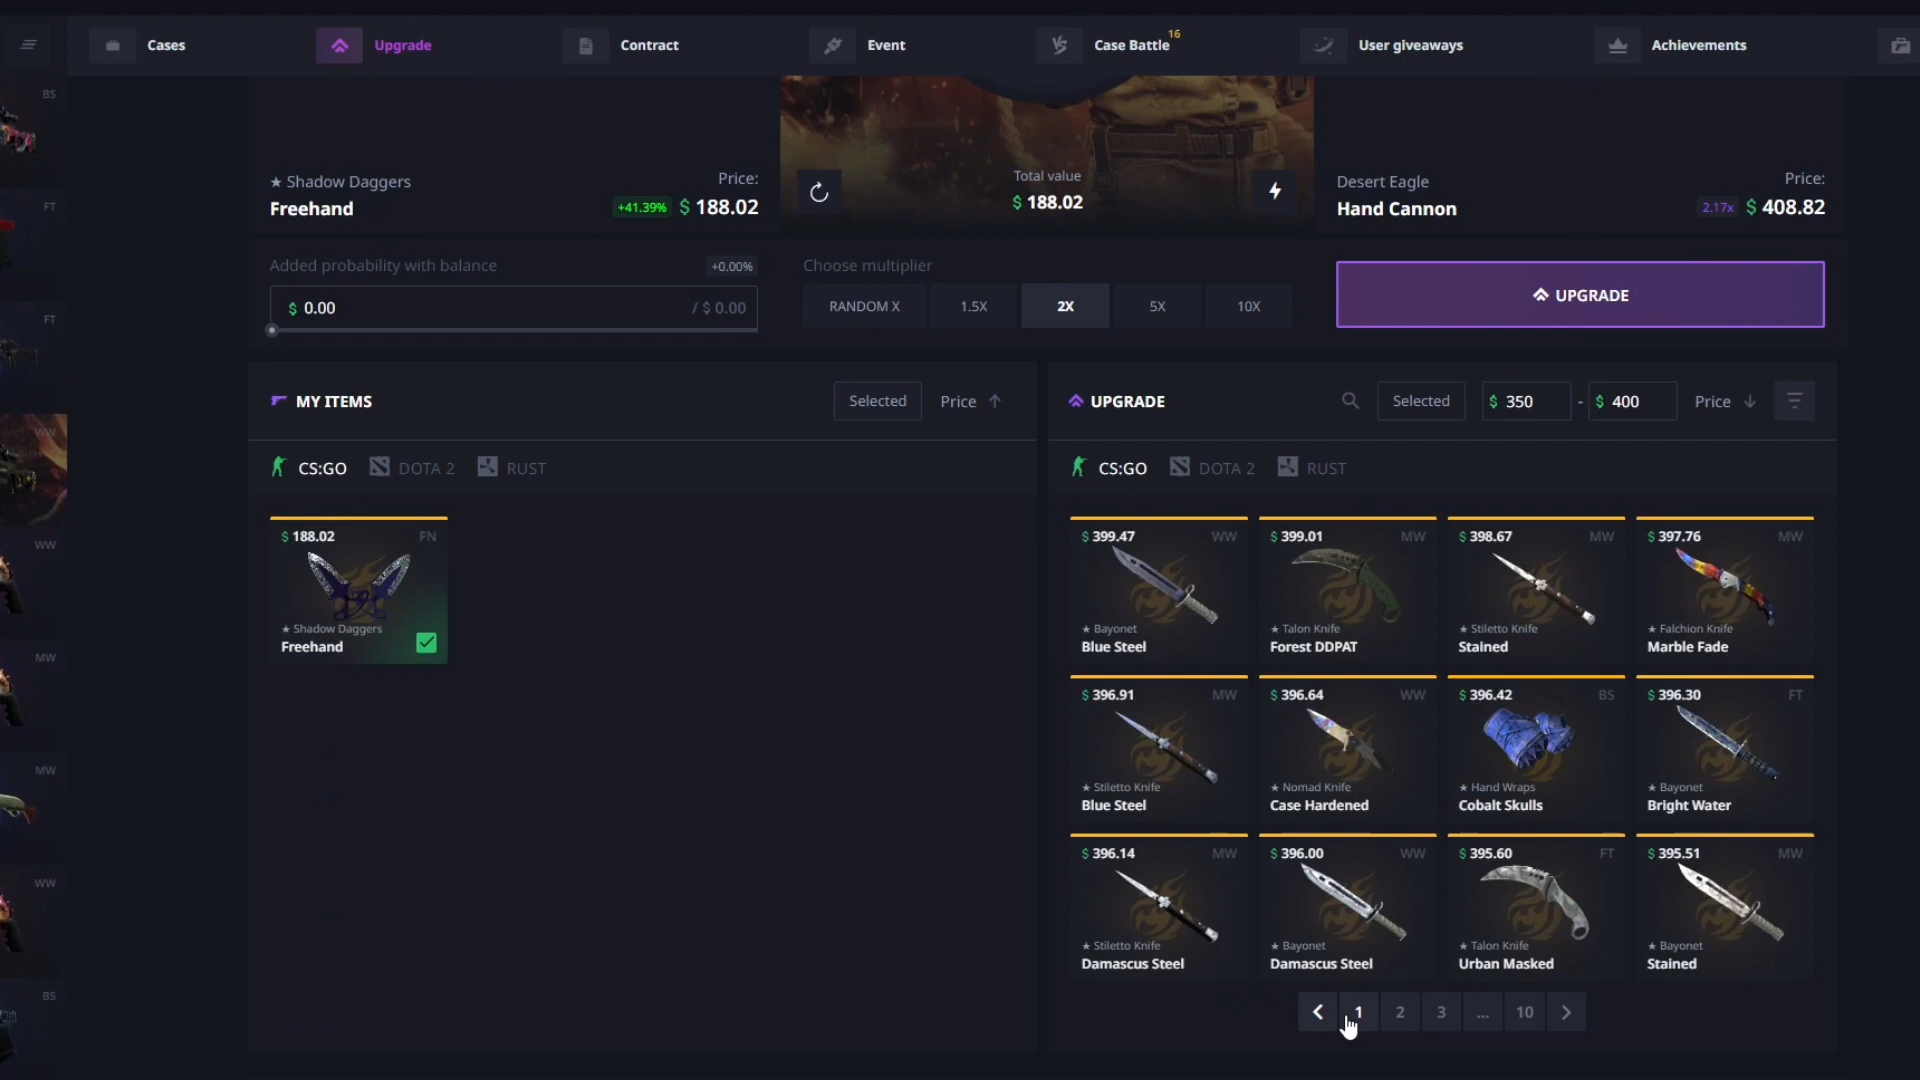 Cases
Upgrade
Contract
Event
Case Battle 16
User giveaways
Achievements
BS
FT
FT
WW
WW
MW
MW
WW
BS
★ Shadow Daggers
Freehand
Price:
+41.39% $ 188.02
Total value
$ 188.02
Desert Eagle
Hand Cannon
Price:
2.17x $ 408.82
Added probability with balance
+0.00%
$ 0.00 / $ 0.00
Choose multiplier
RANDOM X 1.5X 2X 5X 10X
UPGRADE
MY ITEMS
Selected
Price
CS:GO DOTA 2 RUST
$ 188.02 FN
★ Shadow Daggers
Freehand
UPGRADE
Selected
$ 350 - $ 400
Price
CS:GO DOTA 2 RUST
$ 399.47 WW
★ Bayonet
Blue Steel
$ 399.01 MW
★ Talon Knife
Forest DDPAT
$ 398.67 MW
★ Stiletto Knife
Stained
$ 397.76 MW
★ Falchion Knife
Marble Fade
$ 396.91 MW
★ Stiletto Knife
Blue Steel
$ 396.64 WW
★ Nomad Knife
Case Hardened
$ 396.42 BS
★ Hand Wraps
Cobalt Skulls
$ 396.30 FT
★ Bayonet
Bright Water
$ 396.14 MW
★ Stiletto Knife
Damascus Steel
$ 396.00 WW
★ Bayonet
Damascus Steel
$ 395.60 FT
★ Talon Knife
Urban Masked
$ 395.51 MW
★ Bayonet
Stained
1 2 3 ... 10